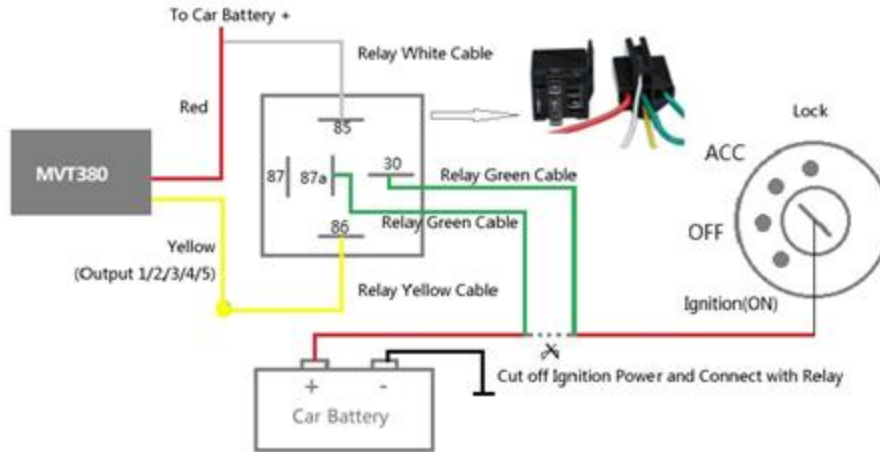 To Car Battery +
Relay White Cable
Red
85
Lock
MVT380
ACC
87
87a
30
Relay Green Cable
Relay Green Cable
OFF
86
Yellow
(Output 1/2/3/4/5)
Relay Yellow Cable
Ignition(ON)
Cut off Ignition Power and Connect with Relay
+
-
Car Battery